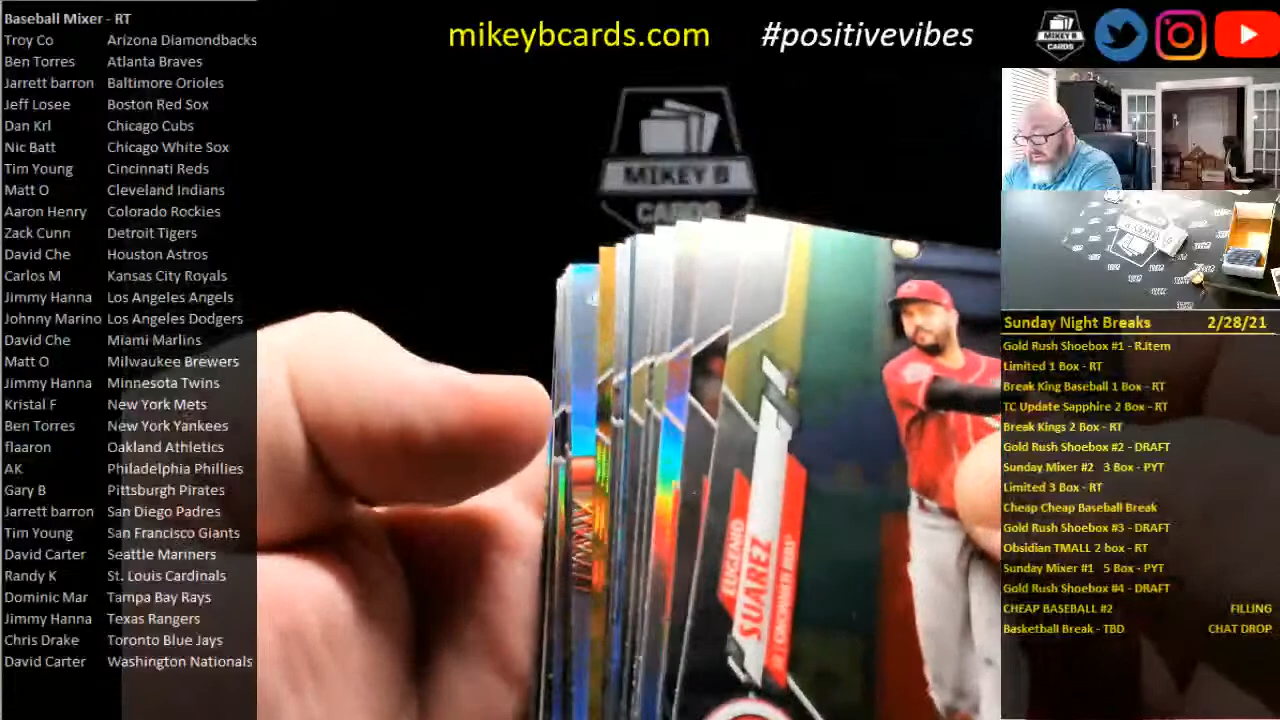 Baseball Mixer - RT
Troy Co Arizona Diamondbacks
Ben Torres Atlanta Braves
Jarrett barron Baltimore Orioles
Jeff Losee Boston Red Sox
Dan Krl Chicago Cubs
Nic Batt Chicago White Sox
Tim Young Cincinnati Reds
Matt O Cleveland Indians
Aaron Henry Colorado Rockies
Zack Cunn Detroit Tigers
David Che Houston Astros
Carlos M Kansas City Royals
Jimmy Hanna Los Angeles Angels
Johnny Marino Los Angeles Dodgers
David Che Miami Marlins
Matt O Milwaukee Brewers
Jimmy Hanna Minnesota Twins
Kristal F New York Mets
Ben Torres New York Yankees
flaaron Oakland Athletics
AK Philadelphia Phillies
Gary B Pittsburgh Pirates
Jarrett barron San Diego Padres
Tim Young San Francisco Giants
David Carter Seattle Mariners
Randy K St. Louis Cardinals
Dominic Mar Tampa Bay Rays
Jimmy Hanna Texas Rangers
Chris Drake Toronto Blue Jays
David Carter Washington Nationals
mikeybcards.com #positivevibes
MIKEY B
CARDS
MIKEY B
CARDS
EUGENIO
SUAREZ
3B | CINCINNATI REDS
Sunday Night Breaks 2/28/21
Gold Rush Shoebox #1 - R.Item
Limited 1 Box - RT
Break King Baseball 1 Box - RT
TC Update Sapphire 2 Box - RT
Break Kings 2 Box - RT
Gold Rush Shoebox #2 - DRAFT
Sunday Mixer #2 3 Box - PYT
Limited 3 Box - RT
Cheap Cheap Baseball Break
Gold Rush Shoebox #3 - DRAFT
Obsidian TMALL 2 box - RT
Sunday Mixer #1 5 Box - PYT
Gold Rush Shoebox #4 - DRAFT
CHEAP BASEBALL #2 FILLING
Basketball Break - TBD CHAT DROP